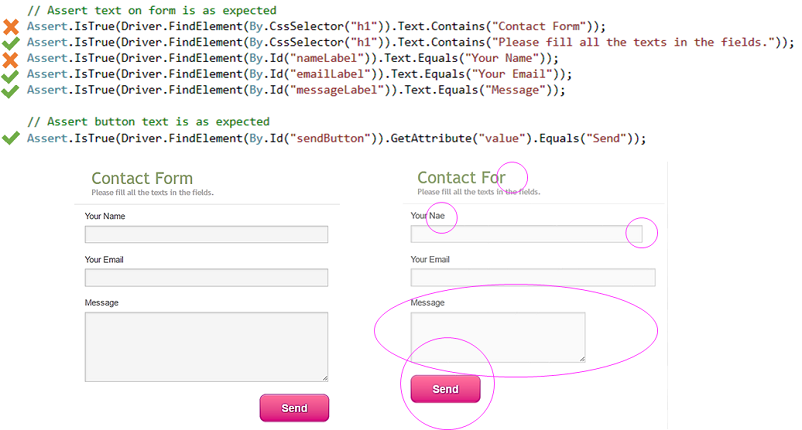 // Assert text on form is as expected
Assert.IsTrue(Driver.FindElement(By.CssSelector("h1")).Text.Contains("Contact Form"));
Assert.IsTrue(Driver.FindElement(By.CssSelector("h1")).Text.Contains("Please fill all the texts in the fields."));
Assert.IsTrue(Driver.FindElement(By.Id("nameLabel")).Text.Equals("Your Name"));
Assert.IsTrue(Driver.FindElement(By.Id("emailLabel")).Text.Equals("Your Email"));
Assert.IsTrue(Driver.FindElement(By.Id("messageLabel")).Text.Equals("Message"));
// Assert button text is as expected
Assert.IsTrue(Driver.FindElement(By.Id("sendButton")).GetAttribute("value").Equals("Send"));
Contact Form
Please fill all the texts in the fields.
Your Name
Your Email
Message
Send
Contact For
Please fill all the texts in the fields.
Your Nae
Your Email
Message
Send